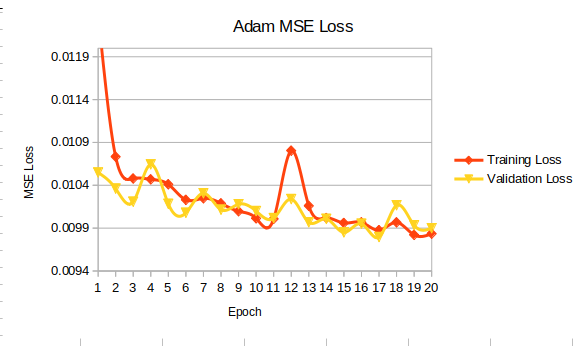 Adam MSE Loss
0.0119
0.0114
0.0109
0.0104
0.0099
0.0094
MSE Loss
1 2 3 4 5 6 7 8 9 10 11 12 13 14 15 16 17 18 19 20
Epoch
Training Loss
Validation Loss